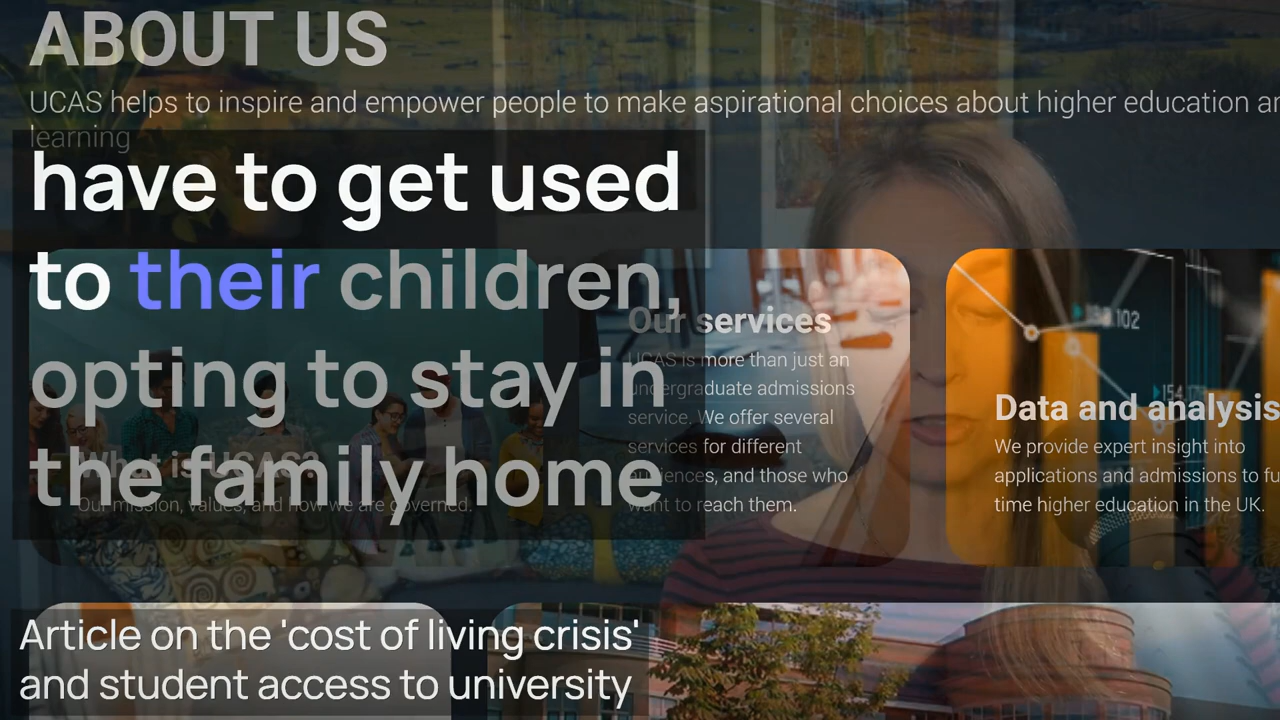 ABOUT US
UCAS helps to inspire and empower people to make aspirational choices about higher education
learning
have to get used
to their children,
opting to stay in
the family home
Our services
UCAS is more than just an
undergraduate admissions
service. We offer several
services for different
audiences, and those who
want to reach them.
Data and analysis
We provide expert insight into
applications and admissions to
time higher education in the UK.
What is UCAS?
Our mission, values, and how we are governed.
Article on the 'cost of living crisis'
and student access to university